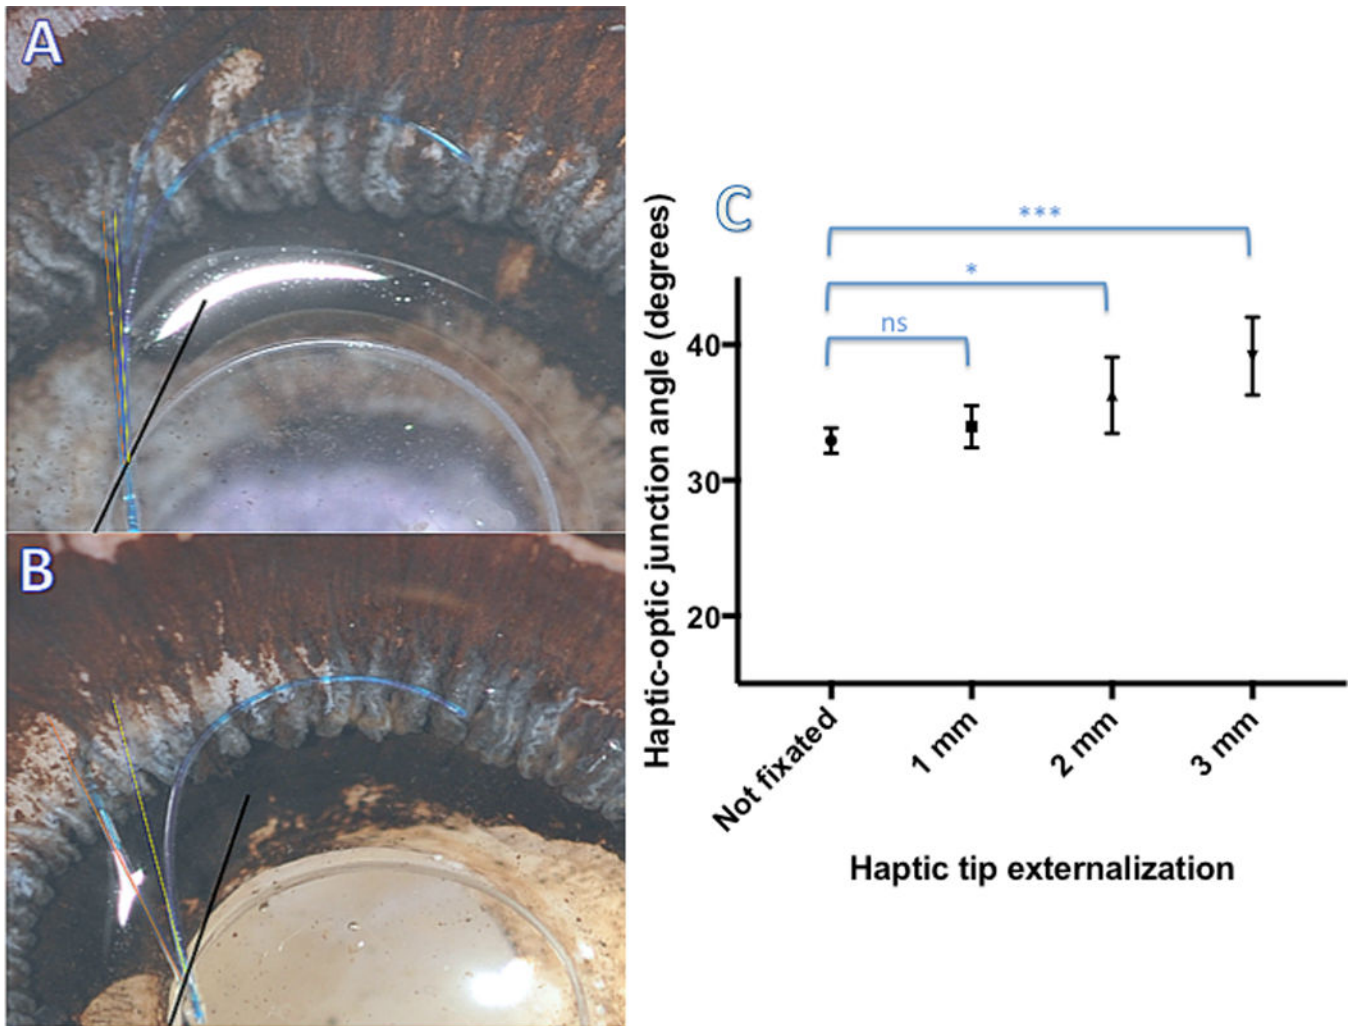 A
B
C
***
*
ns
Haptic-optic junction angle (degrees)
40
30
20
Not fixated
1 mm
2 mm
3 mm
Haptic tip externalization